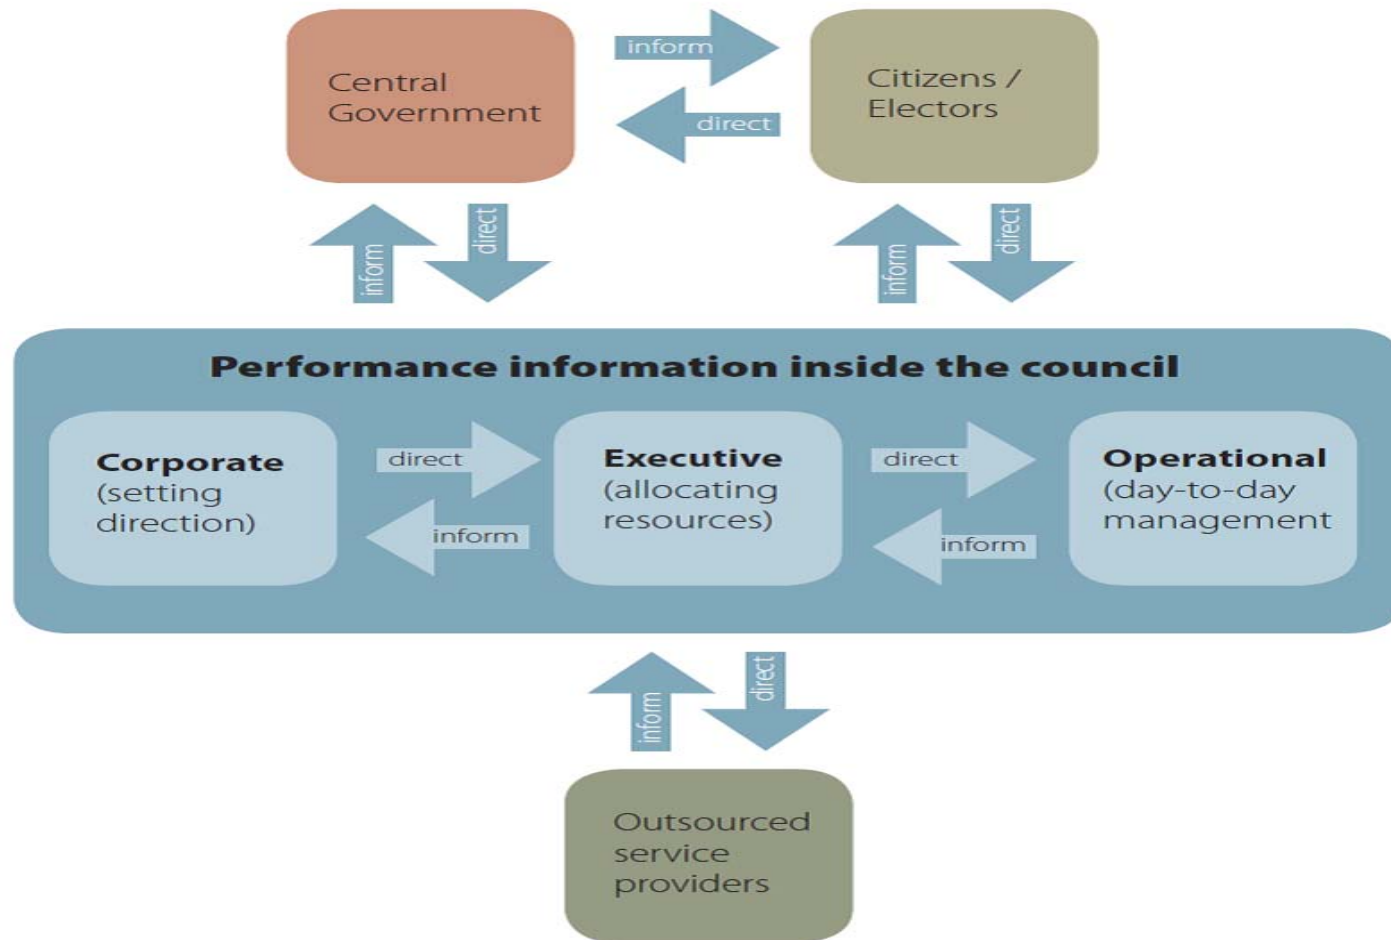 Central
Government
inform
direct
Citizens /
Electors
inform
direct
inform
direct
Performance information inside the council
Corporate
(setting
direction)
direct
inform
Executive
(allocating
resources)
direct
inform
Operational
(day-to-day
management
inform
direct
Outsourced
service
providers